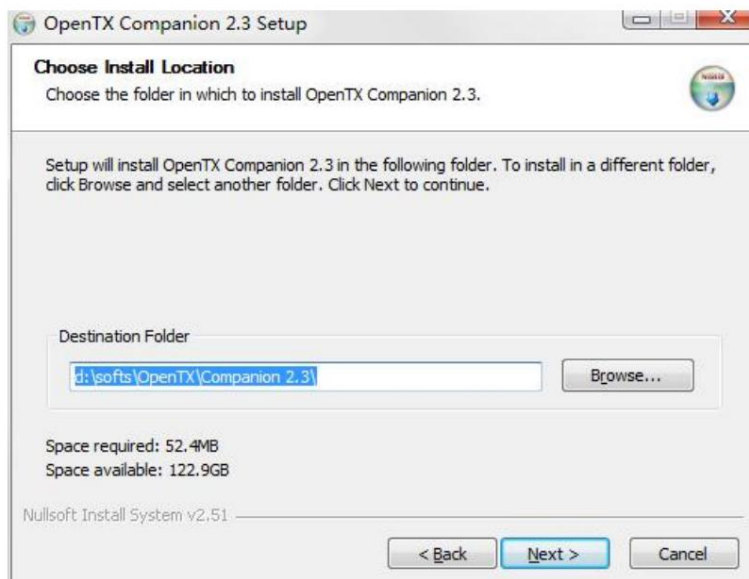 OpenTX Companion 2.3 Setup
Choose Install Location
Choose the folder in which to install OpenTX Companion 2.3.
Setup will install OpenTX Companion 2.3 in the following folder. To install in a different folder,
click Browse and select another folder. Click Next to continue.
Destination Folder
d:\softs\OpenTX\Companion 2.3\
Browse...
Space required: 52.4MB
Space available: 122.9GB
Nullsoft Install System v2.51
< Back
Next >
Cancel